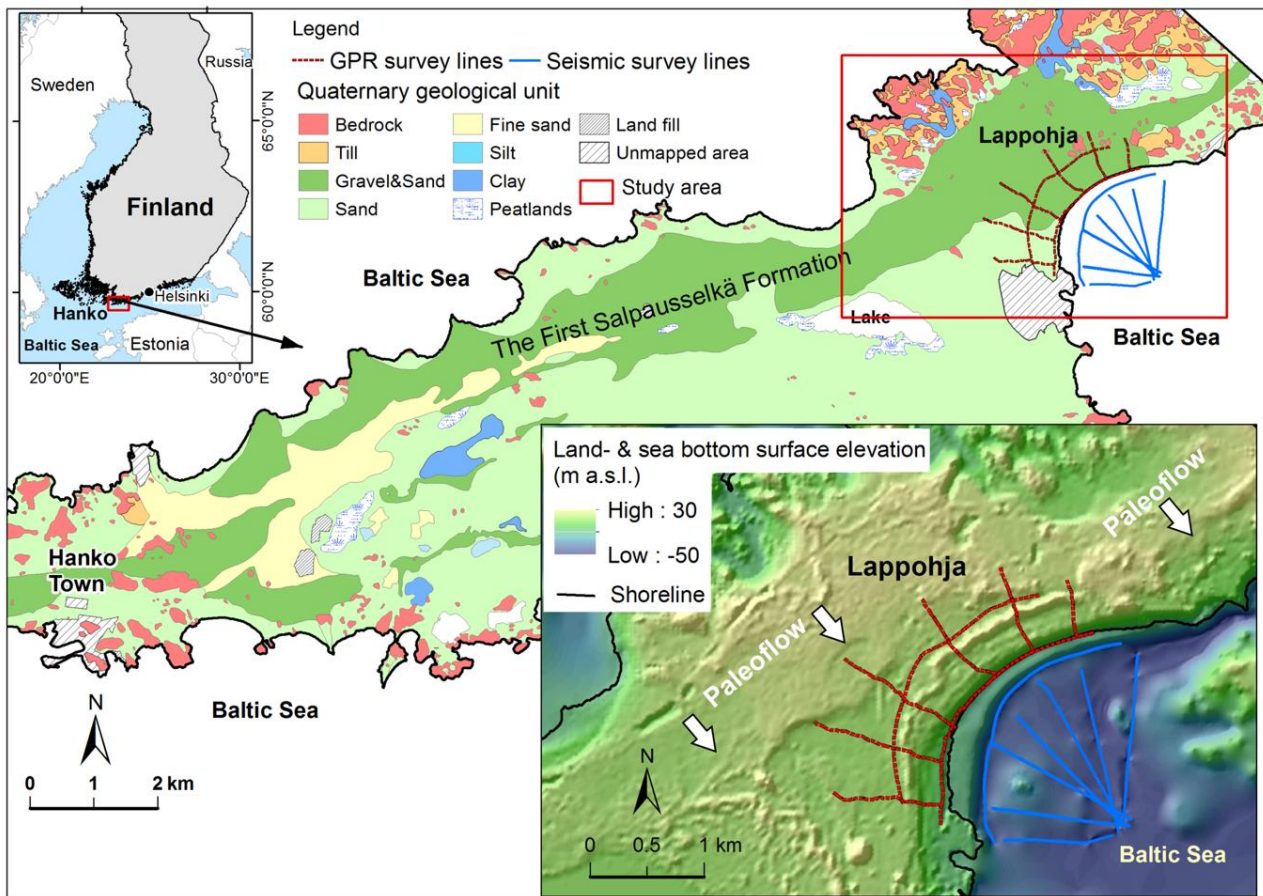 Sweden
Russia
65°0'0"N
Finland
60°0'0"N
Helsinki
Hanko
Baltic Sea
Estonia
20°0'0"E
30°0'0"E
Legend
GPR survey lines
Seismic survey lines
Quaternary geological unit
Bedrock
Fine sand
Land fill
Till
Silt
Unmapped area
Gravel&Sand
Clay
Study area
Sand
Peatlands
Lappohja
Baltic Sea
The First Salpausselkä Formation
Lake
Baltic Sea
Hanko
Town
Baltic Sea
N
0 1 2 km
Land- & sea bottom surface elevation
(m a.s.l.)
High : 30
Low : -50
Shoreline
Paleoflow
Lappohja
Paleoflow
N
0 0.5 1 km
Baltic Sea